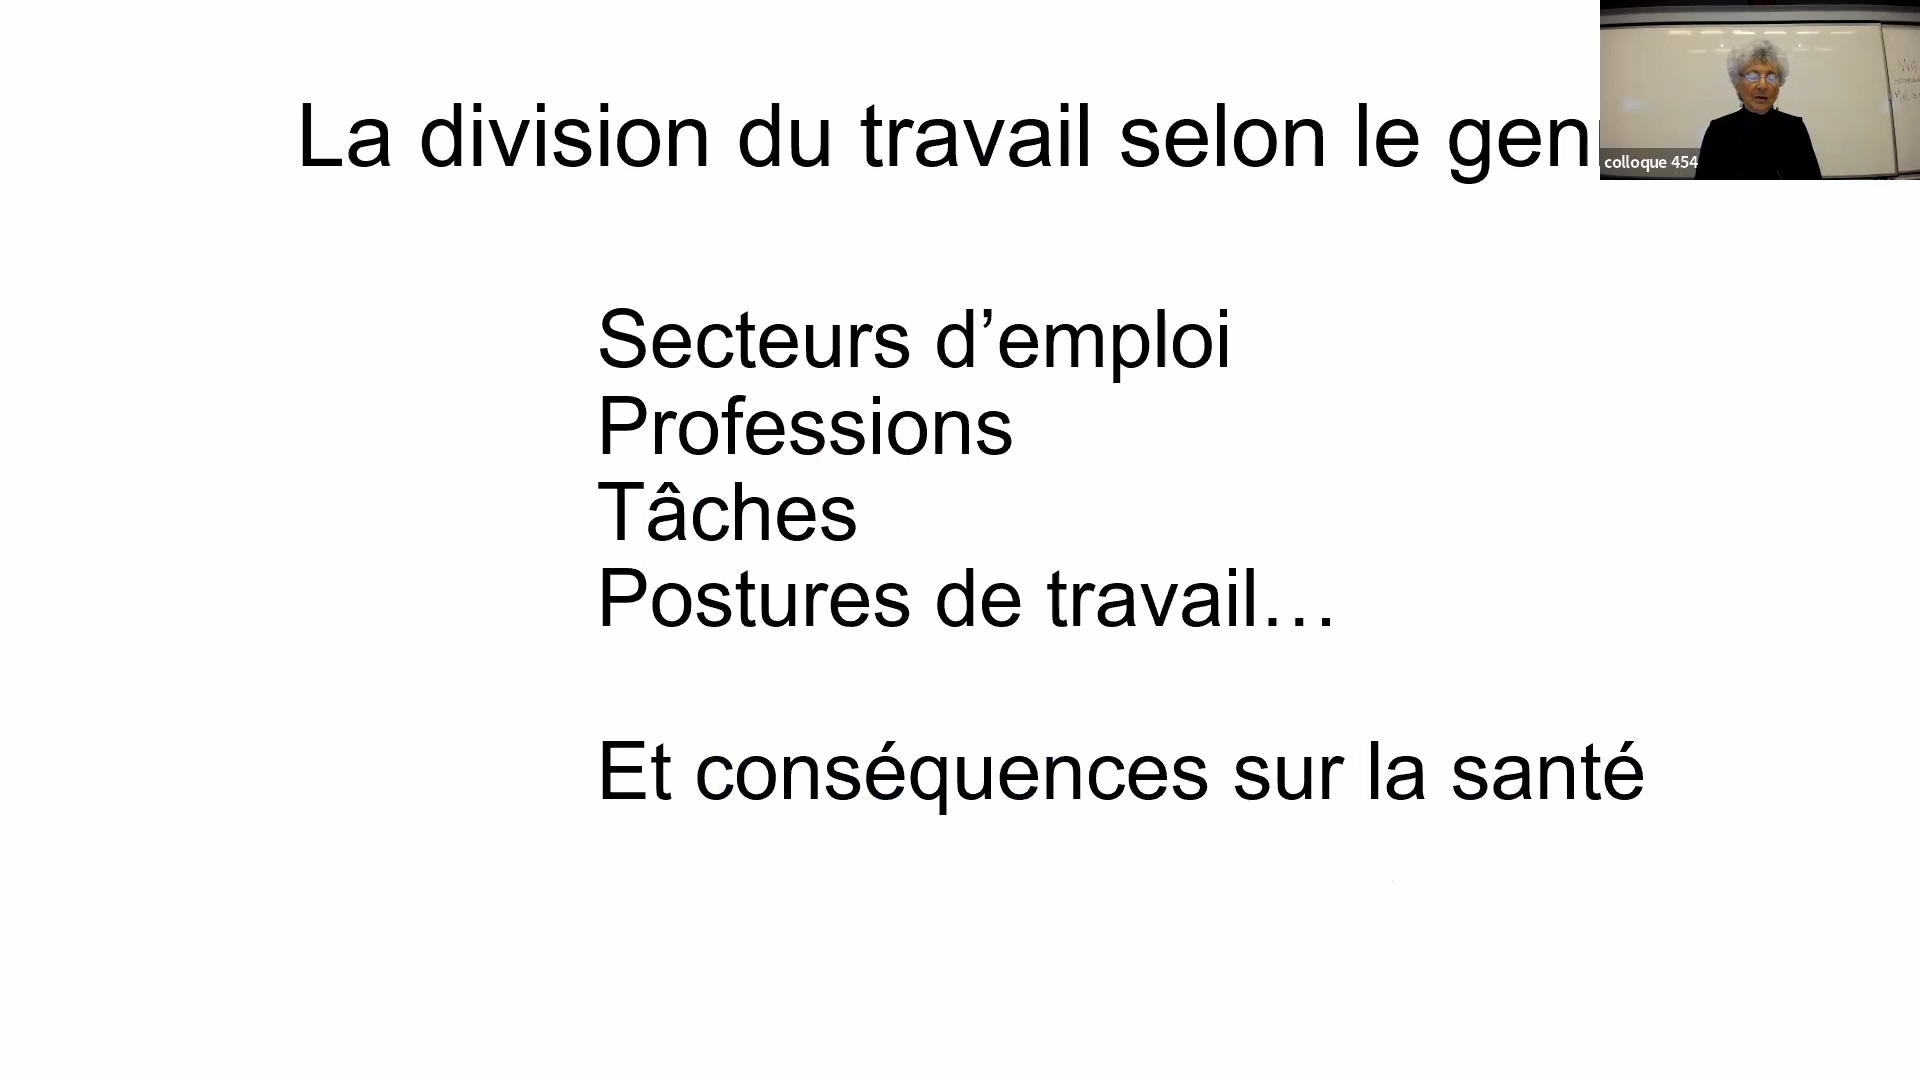 La division du travail selon le gen
colloque 454
Secteurs d’emploi
Professions
Tâches
Postures de travail…
Et conséquences sur la santé